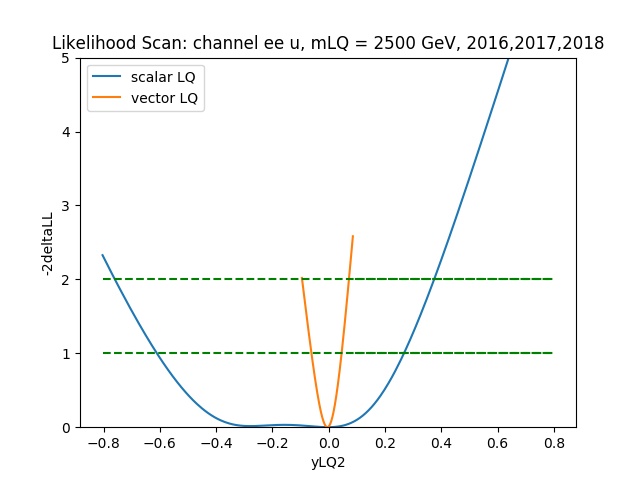 Likelihood Scan: channel ee u, mLQ = 2500 GeV, 2016,2017,2018
scalar LQ
vector LQ
5
4
3
2
1
0
-2deltaLL
−0.8 −0.6 −0.4 −0.2 0.0 0.2 0.4 0.6 0.8
yLQ2